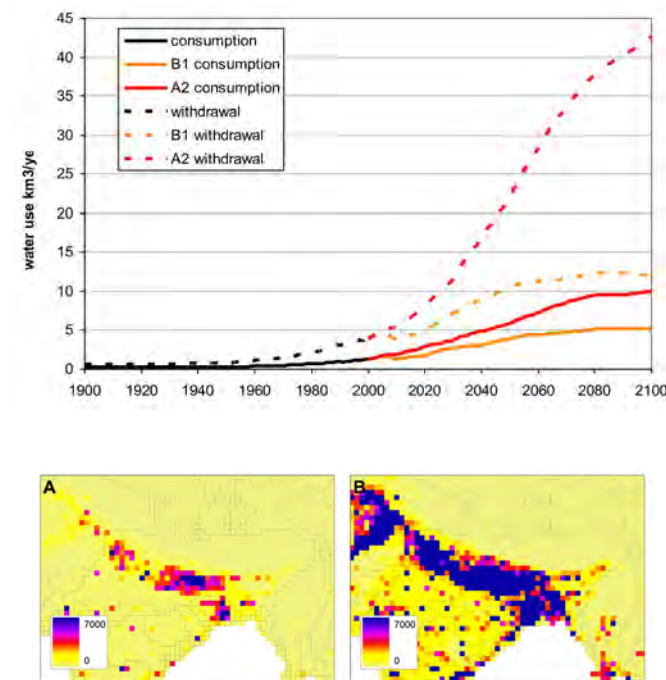 45
40
35
30
25
20
15
10
5
0
water use km3/ye
consumption
B1 consumption
A2 consumption
withdrawal
B1 withdrawal
A2 withdrawal
1900 1920 1940 1960 1980 2000 2020 2040 2060 2080 2100
A
7000
0
B
7000
0